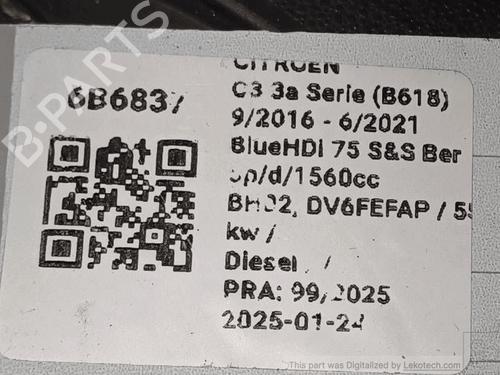 CITROEN
6B6837
C3 3a Serie (B618)
9/2016 - 6/2021
BlueHDI 75 S&S Ber
5p/d/1560cc
BH02, DV6FEFAP / 55
kw /
Diesel / /
PRA: 99/2025
2025-01-24
B-PARTS
This part was Digitalized by Lekotech.com